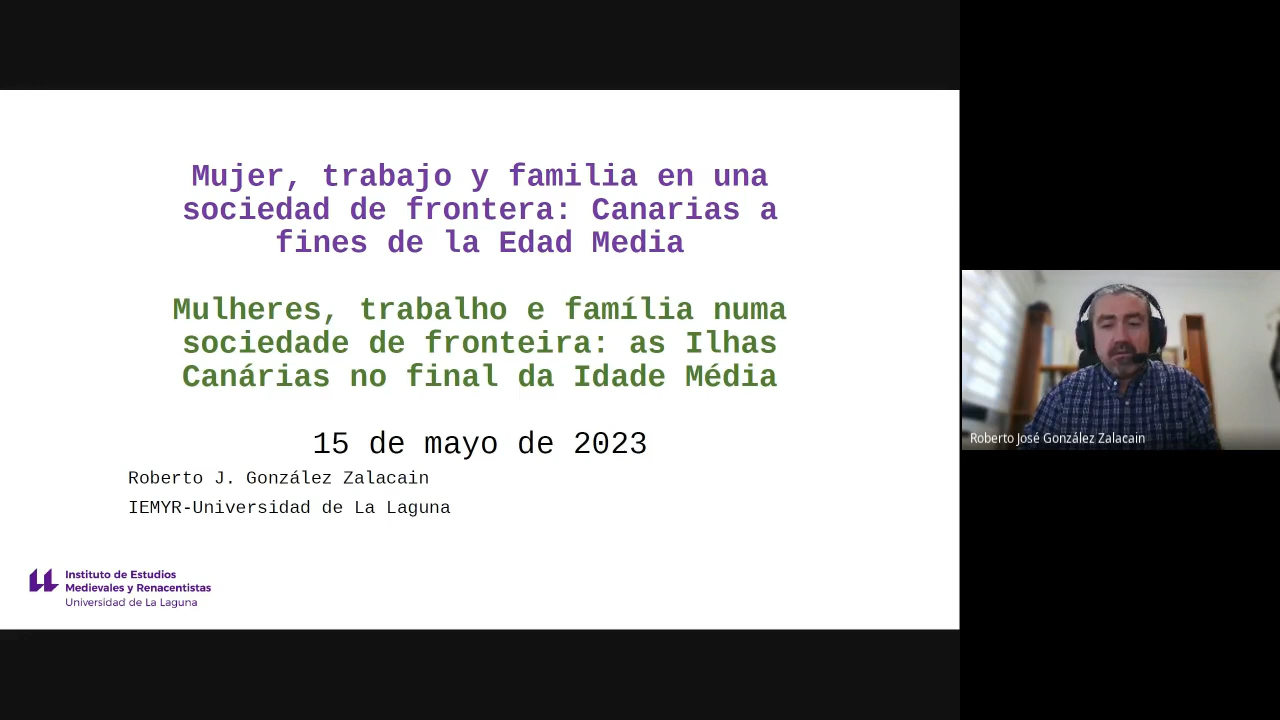 Mujer, trabajo y familia en una
sociedad de frontera: Canarias a
fines de la Edad Media
Mulheres, trabalho e família numa
sociedade de fronteira: as Ilhas
Canárias no final da Idade Média
15 de mayo de 2023
Roberto J. González Zalacain
IEMYR-Universidad de La Laguna
Instituto de Estudios
Medievales y Renacentistas
Universidad de La Laguna
Roberto José González Zalacain